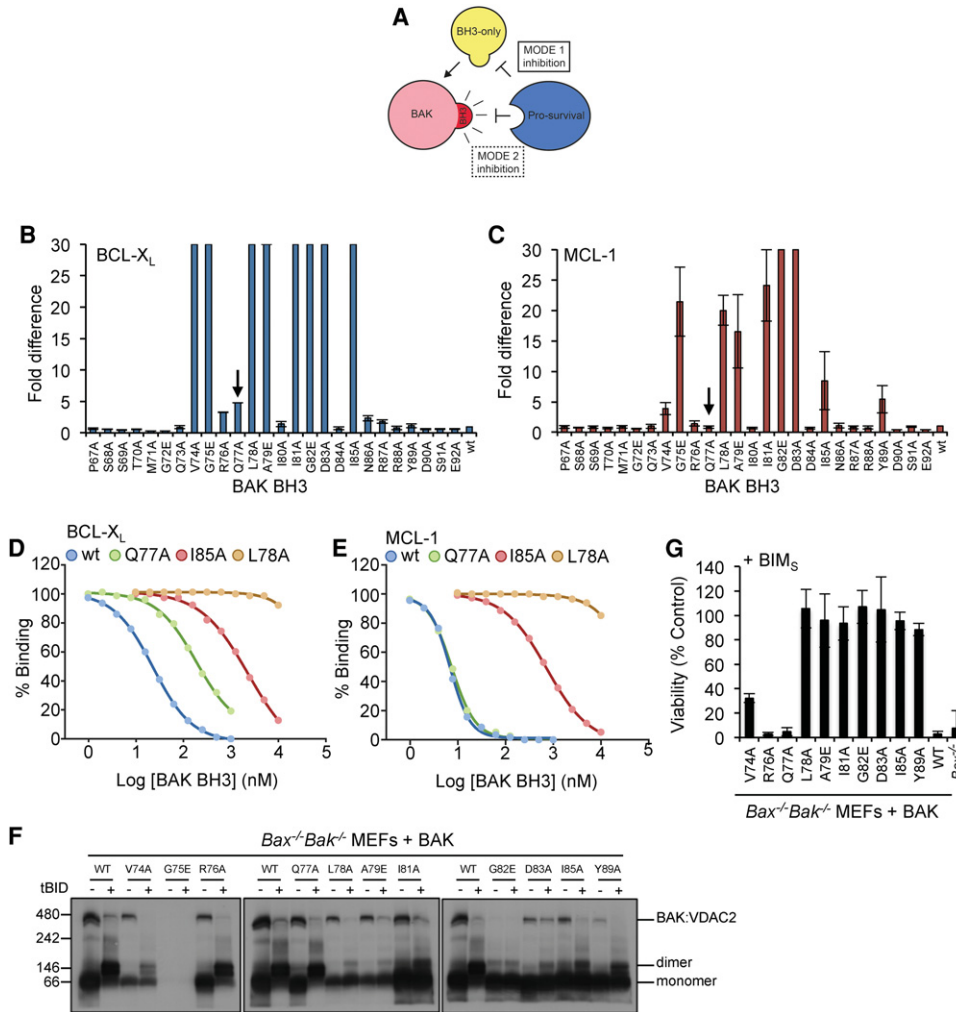 A
BH3-only
MODE 1
inhibition
BAK
BH3
Pro-survival
MODE 2
inhibition
B
BCL-XL
Fold difference
30
25
20
15
10
5
0
P67A S68A S69A T70A M71A G72E Q73A V74A G75E R76A Q77A L78A A79E I80A I81A G82E D83A D84A I85A N86A R87A R88A Y89A D90A S91A E92A wt
BAK BH3
C
MCL-1
Fold difference
30
25
20
15
10
5
0
P67A S68A S69A T70A M71A G72E Q73A V74A G75E R76A Q77A L78A A79E I80A I81A G82E D83A D84A I85A N86A R87A R88A Y89A D90A S91A E92A wt
BAK BH3
D
BCL-XL
wt Q77A I85A L78A
% Binding
120
100
80
60
40
20
0
0 1 2 3 4 5
Log [BAK BH3] (nM)
E
MCL-1
wt Q77A I85A L78A
% Binding
120
100
80
60
40
20
0
0 1 2 3 4 5
Log [BAK BH3] (nM)
G
+ BIMS
Viability (% Control)
140
120
100
80
60
40
20
0
V74A R76A Q77A L78A A79E I81A G82E D83A I85A Y89A WT Bax-/-
Bax-/-Bak-/- MEFs + BAK
F
Bax-/-Bak-/- MEFs + BAK
WT V74A G75E R76A WT Q77A L78A A79E I81A WT G82E D83A I85A Y89A
tBID - + - + - + - + - + - + - + - + - + - + - + - + - + - +
480
242
146
66
BAK:VDAC2
dimer
monomer